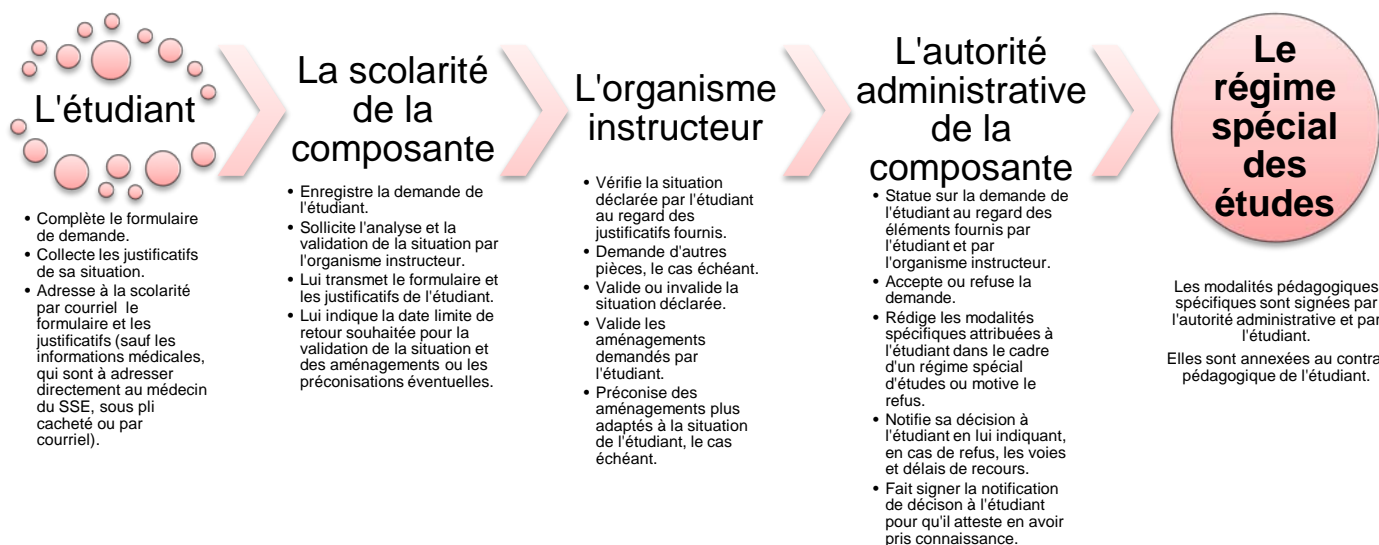 L'étudiant
• Complète le formulaire
de demande.
• Collecte les justificatifs
de sa situation.
• Adresse à la scolarité
par courriel le
formulaire et les
justificatifs (sauf les
informations médicales,
qui sont à adresser
directement au médecin
du SSE, sous pli
cacheté ou par
courriel).
La scolarité
de la
composante
• Enregistre la demande de
l'étudiant.
• Sollicite l'analyse et la
validation de la situation par
l'organisme instructeur.
• Lui transmet le formulaire et
les justificatifs de l'étudiant.
• Lui indique la date limite de
retour souhaitée pour la
validation de la situation et
des aménagements ou les
préconisations éventuelles.
L'organisme
instructeur
• Vérifie la situation
déclarée par l'étudiant
au regard des
justificatifs fournis.
• Demande d'autres
pièces, le cas échéant.
• Valide ou invalide la
situation déclarée.
• Valide les
aménagements
demandés par
l'étudiant.
• Préconise des
aménagements plus
adaptés à la situation
de l'étudiant, le cas
échéant.
L'autorité
administrative
de la
composante
• Statue sur la demande de
l'étudiant au regard des
éléments fournis par
l'étudiant et par
l'organisme instructeur.
• Accepte ou refuse la
demande.
• Rédige les modalités
spécifiques attribuées à
l'étudiant dans le cadre
d'un régime spécial
d'études ou motive le
refus.
• Notifie sa décision à
l'étudiant en lui indiquant,
en cas de refus, les voies
et délais de recours.
• Fait signer la notification
de décison à l'étudiant
pour qu'il atteste en avoir
pris connaissance.
Le
régime
spécial
des
études
Les modalités pédagogiques
spécifiques sont signées par
l'autorité administrative et par
l'étudiant.
Elles sont annexées au contra
pédagogique de l'étudiant.